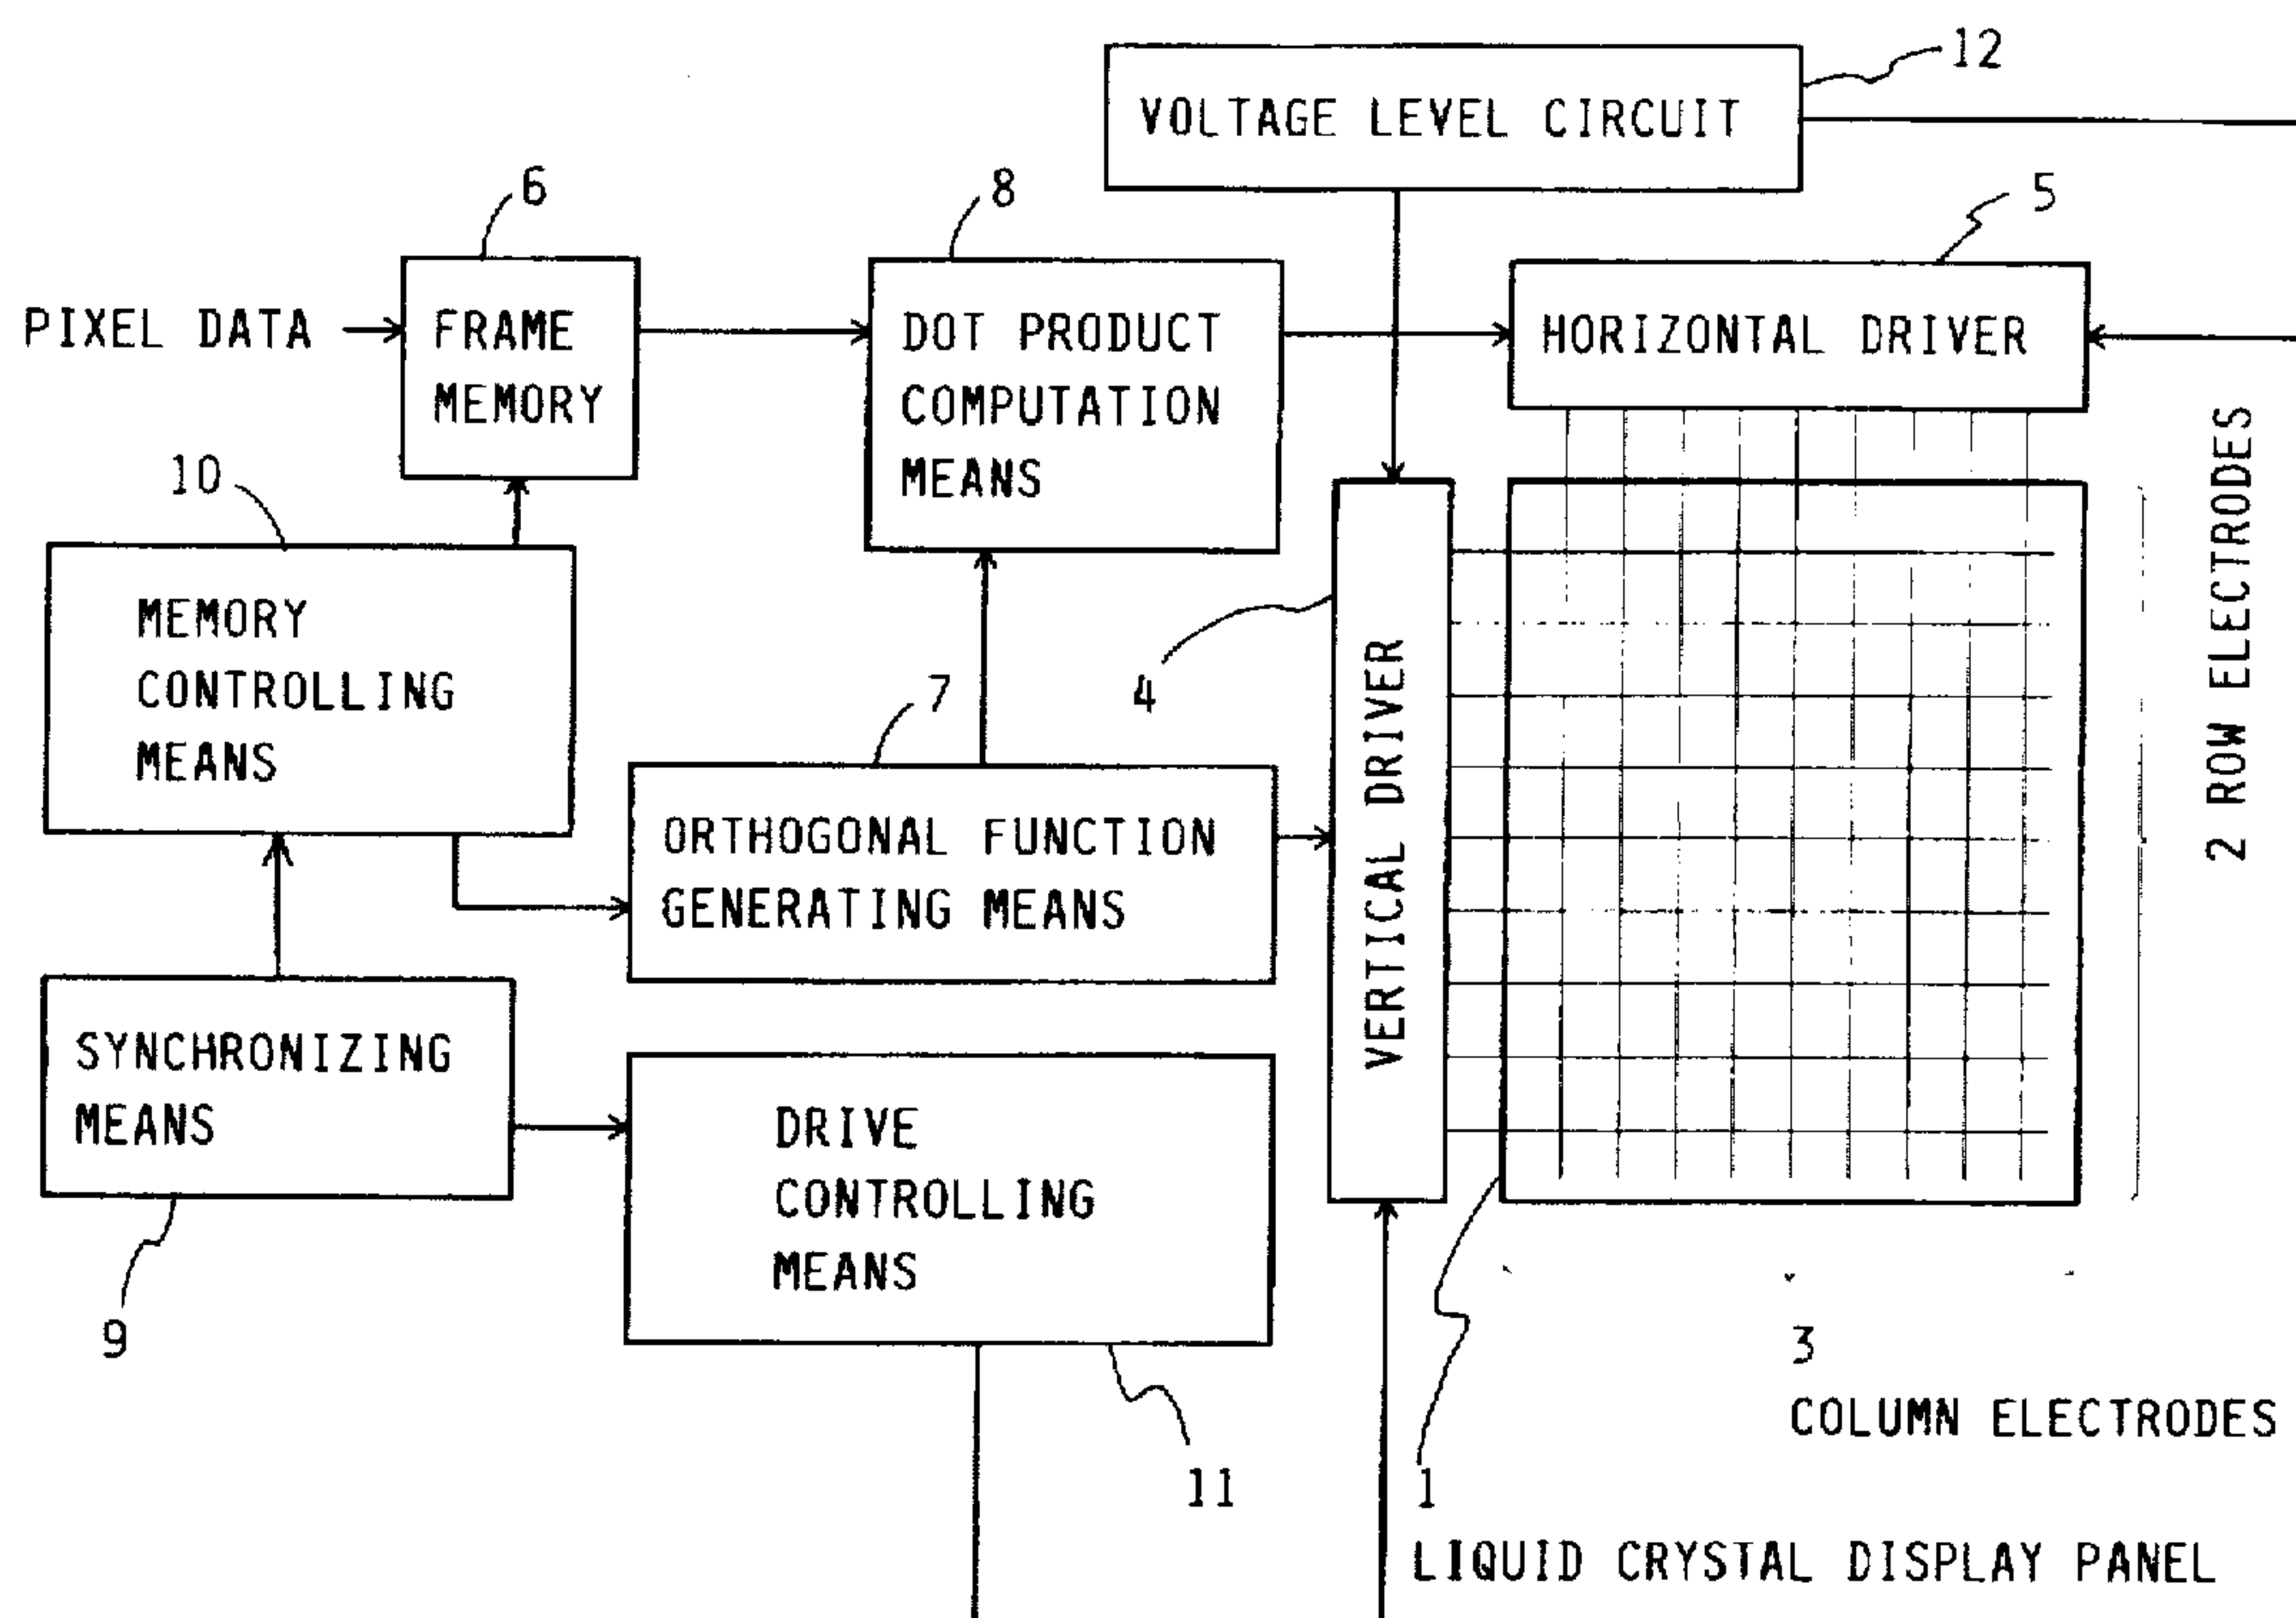 12
VOLTAGE LEVEL CIRCUIT
6
8
5
PIXEL DATA
FRAME
MEMORY
DOT PRODUCT
COMPUTATION
MEANS
HORIZONTAL DRIVER
10
MEMORY
CONTROLLING
MEANS
7
4
ORTHOGONAL FUNCTION
GENERATING MEANS
VERTICAL DRIVER
2 ROW ELECTRODES
SYNCHRONIZING
MEANS
9
DRIVE
CONTROLLING
MEANS
11
3
COLUMN ELECTRODES
1
LIQUID CRYSTAL DISPLAY PANEL